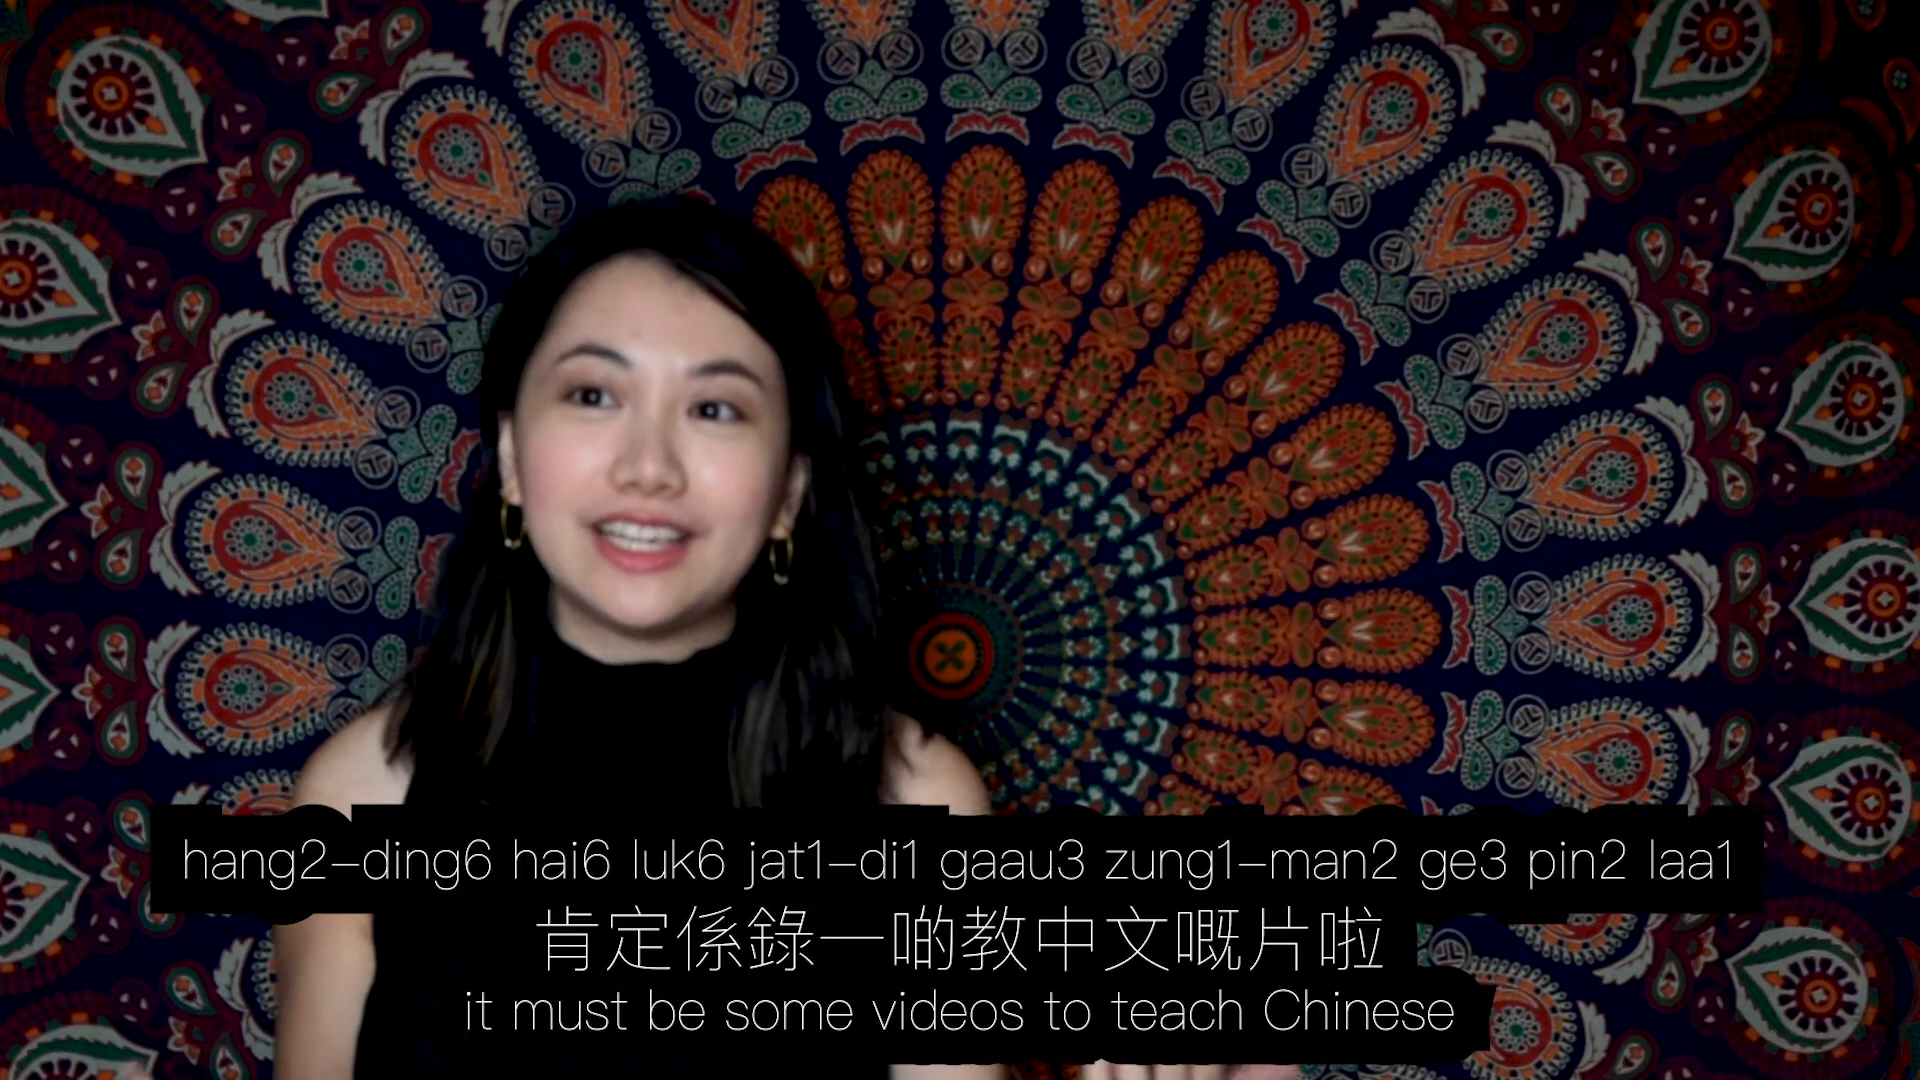 hang2-ding6 hai6 luk6 jat1-di1 gaau3 zung1-man2 ge3 pin2 laa1
肯定係錄一啲教中文嘅片啦
it must be some videos to teach Chinese